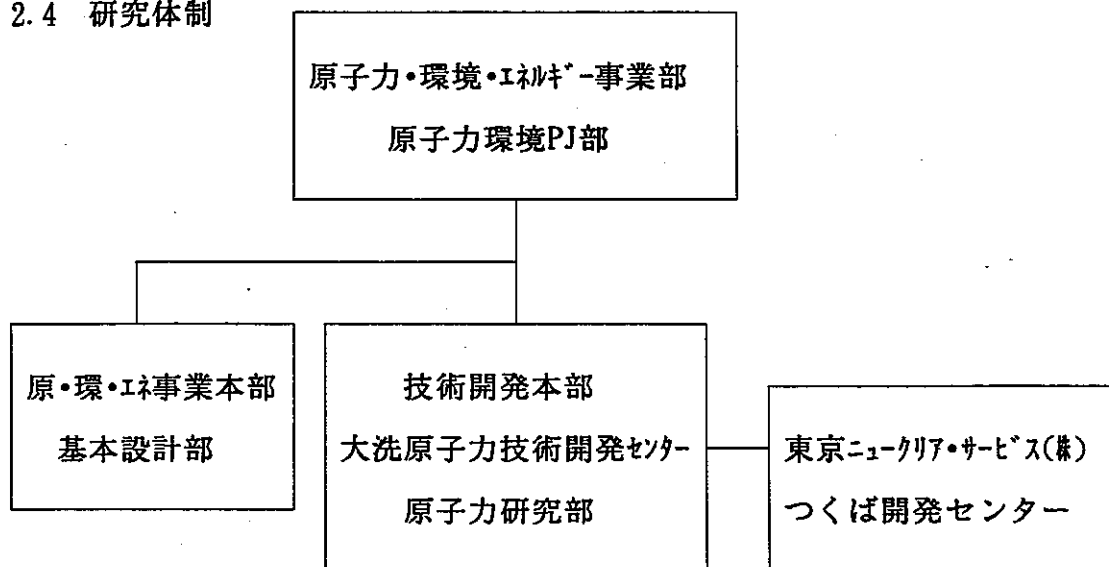 2.4 研究体制
原子力・環境・ｴﾈﾙｷﾞｰ事業部
原子力環境PJ部
原・環・ｴﾈ事業本部
基本設計部
技術開発本部
大洗原子力技術開発ｾﾝﾀｰ
原子力研究部
東京ﾆｭｰｸﾘｱ・ｻｰﾋﾞｽ(株)
つくば開発センター